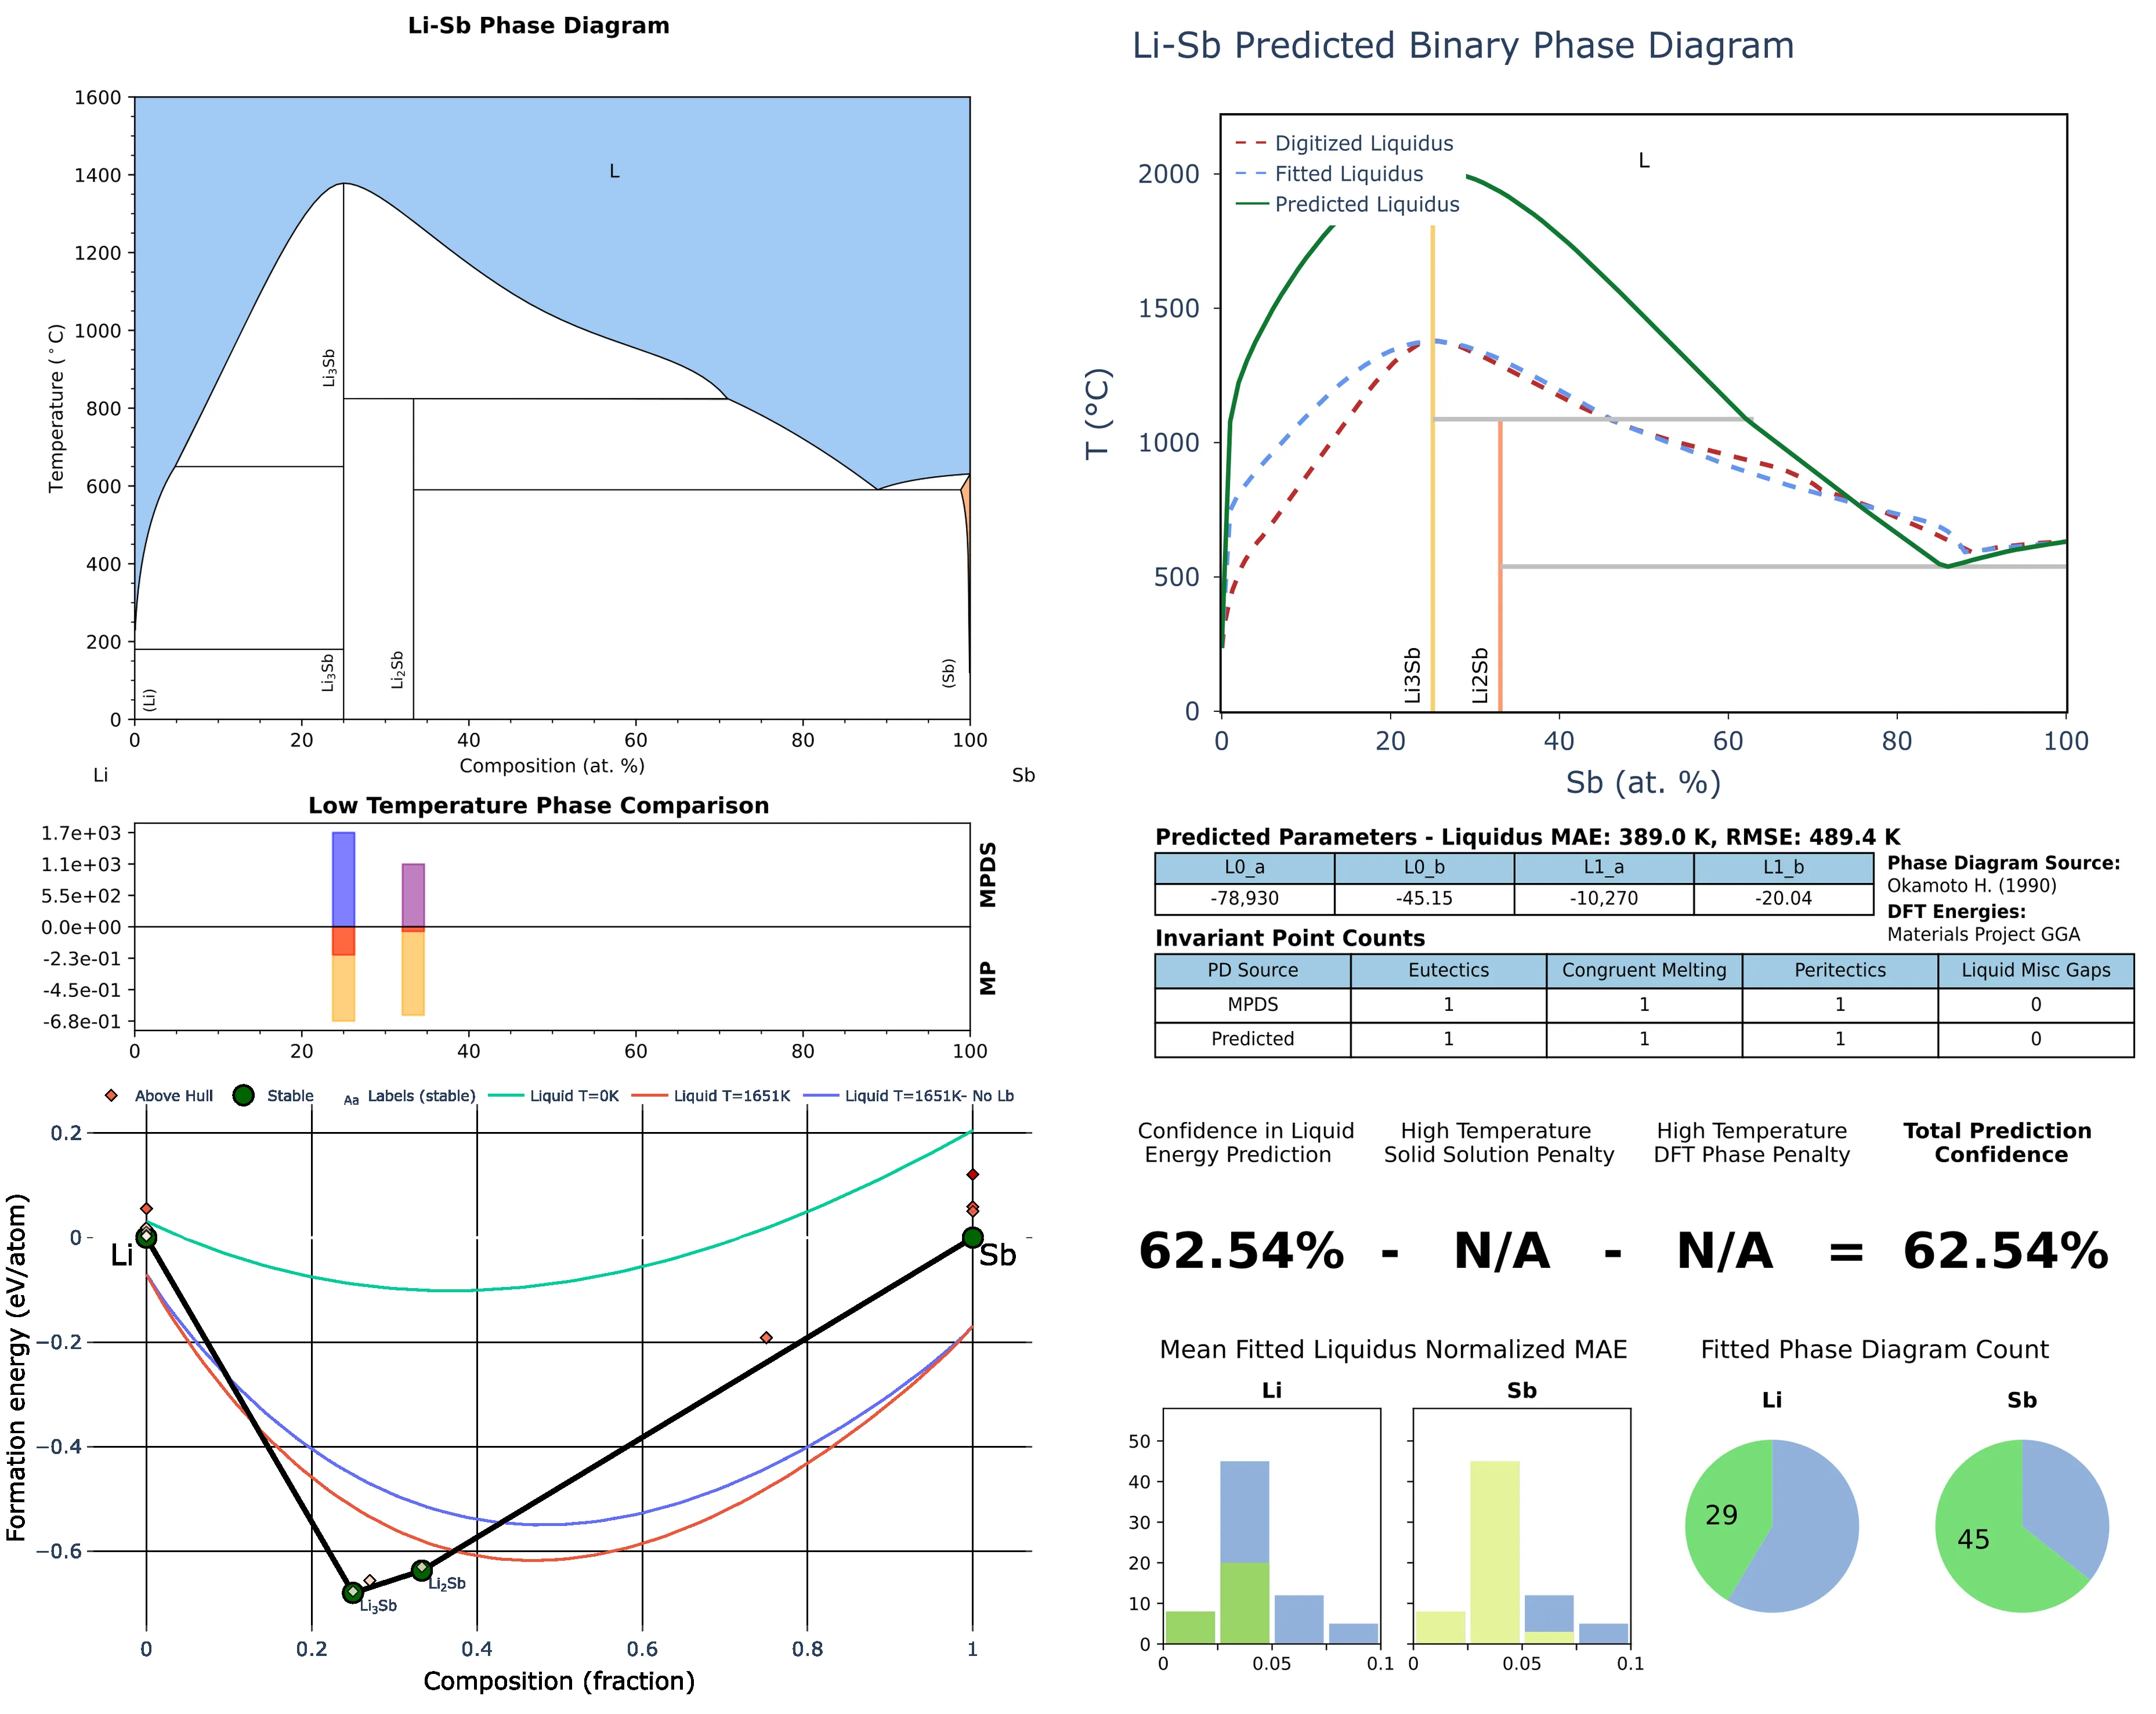 Li-Sb Phase Diagram
1600
1400
1200
1000
800
600
400
200
0
Temperature (°C)
L
Li3Sb
Li3Sb
Li2Sb
(Li)
(Sb)
0 20 40 60 80 100
Composition (at. %)
Li Sb
Low Temperature Phase Comparison
1.7e+03
1.1e+03
5.5e+02
0.0e+00
-2.3e-01
-4.5e-01
-6.8e-01
MPDS
MP
0 20 40 60 80 100
Above Hull Stable Aa Labels (stable) Liquid T=0K Liquid T=1651K Liquid T=1651K- No Lb
0.2
0
−0.2
−0.4
−0.6
Formation energy (eV/atom)
Li
Sb
Li3Sb
Li2Sb
0 0.2 0.4 0.6 0.8 1
Composition (fraction)
Li-Sb Predicted Binary Phase Diagram
Digitized Liquidus
Fitted Liquidus
Predicted Liquidus
L
2000
1500
1000
500
0
T (°C)
Li3Sb
Li2Sb
0 20 40 60 80 100
Sb (at. %)
Predicted Parameters - Liquidus MAE: 389.0 K, RMSE: 489.4 K
L0_a L0_b L1_a L1_b
-78,930 -45.15 -10,270 -20.04
Phase Diagram Source:
Okamoto H. (1990)
DFT Energies:
Materials Project GGA
Invariant Point Counts
PD Source Eutectics Congruent Melting Peritectics Liquid Misc Gaps
MPDS 1 1 1 0
Predicted 1 1 1 0
Confidence in Liquid
Energy Prediction
High Temperature
Solid Solution Penalty
High Temperature
DFT Phase Penalty
Total Prediction
Confidence
62.54% - N/A - N/A = 62.54%
Mean Fitted Liquidus Normalized MAE
Li Sb
50
40
30
20
10
0
0 0.05 0.1
0 0.05 0.1
Fitted Phase Diagram Count
Li Sb
29
45